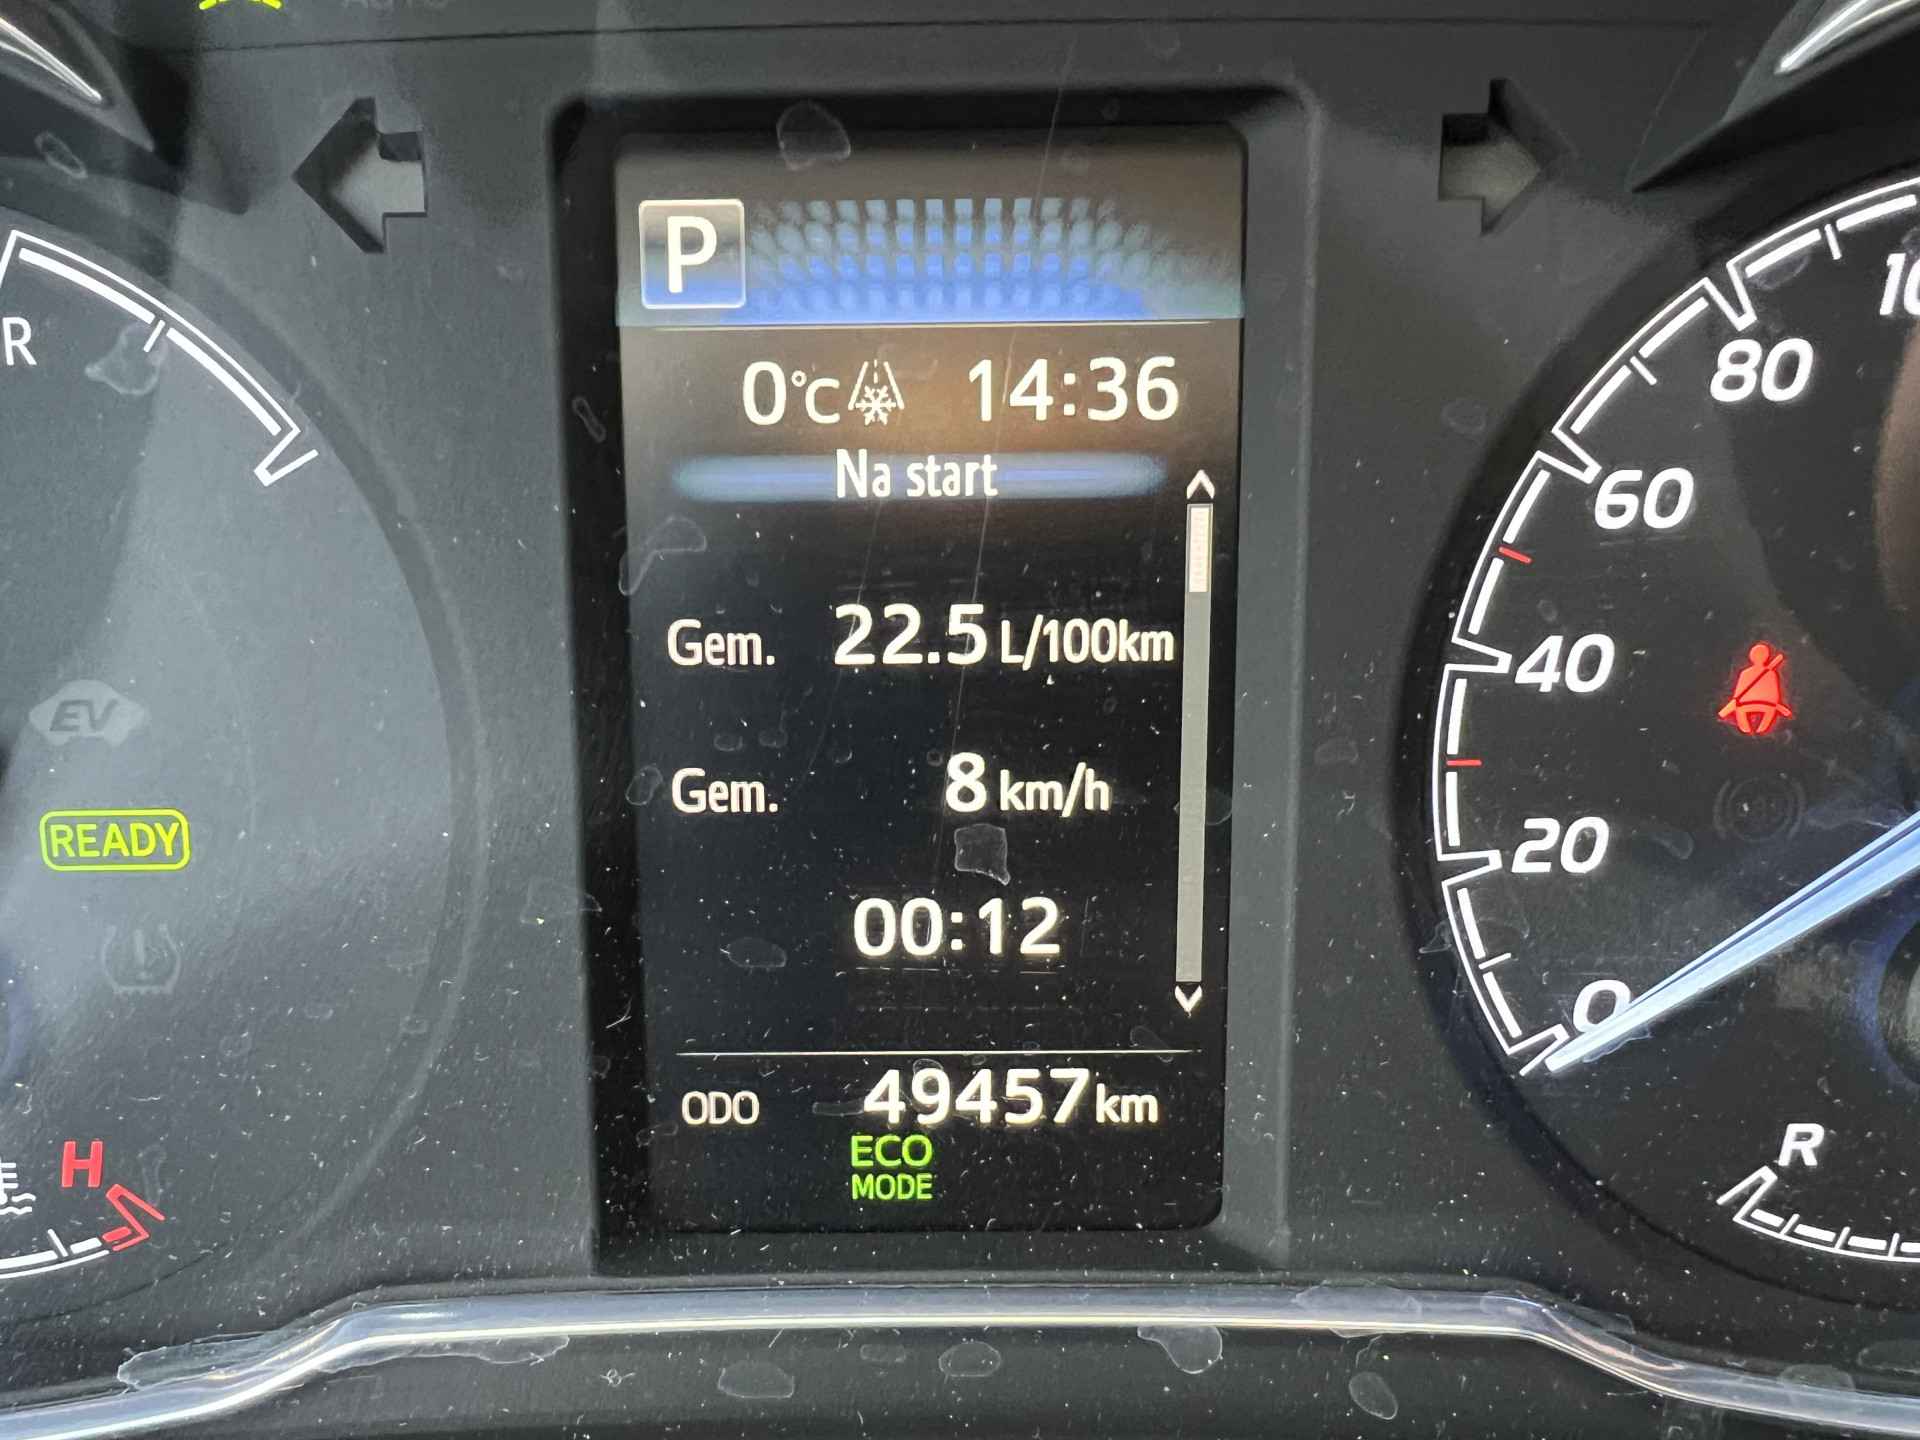 AUTO
P
0°C 14:36
Na start
Gem. 22.5 L/100km
Gem. 8 km/h
00:12
ODO 49457 km
ECO
MODE
R
EV
READY
H
80
60
40
20
0
R